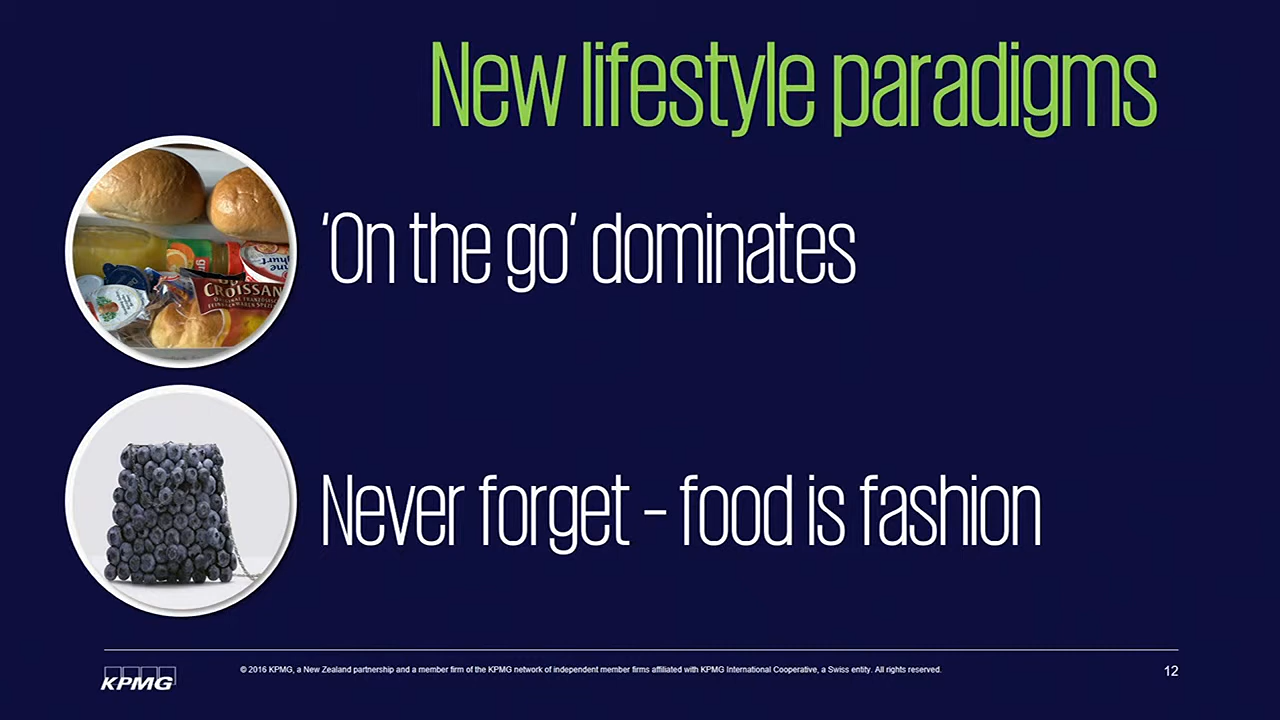 New lifestyle paradigms
'On the go' dominates
CROISSAN
Never forget - food is fashion
KPMG
© 2016 KPMG, a New Zealand partnership and a member firm of the KPMG network of independent member firms affiliated with KPMG International Cooperative, a Swiss entity. All rights reserved.
12